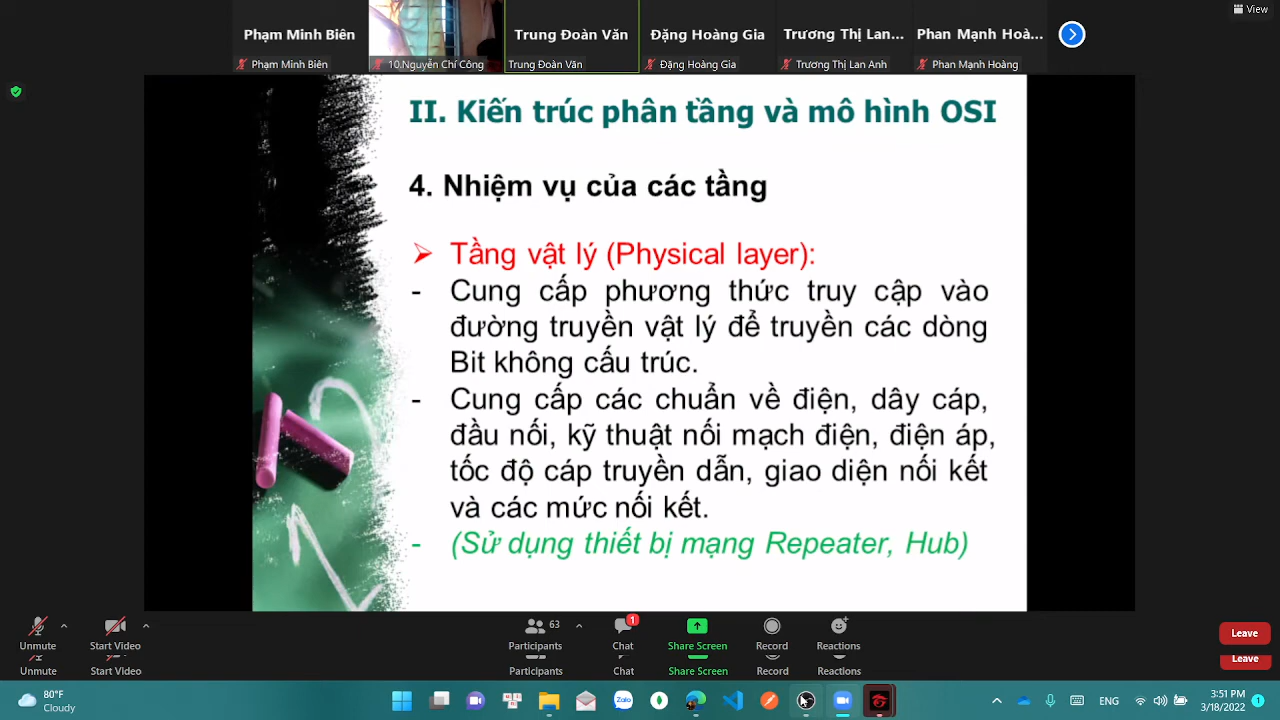 View
Phạm Minh Biên
Trung Đoàn Văn
Đặng Hoàng Gia
Trương Thị Lan...
Phan Mạnh Hoà...
Phạm Minh Biên
10.Nguyễn Chí Công
Trung Đoàn Văn
Đặng Hoàng Gia
Trương Thị Lan Anh
Phan Mạnh Hoàng
II. Kiến trúc phân tầng và mô hình OSI
4. Nhiệm vụ của các tầng
➢ Tầng vật lý (Physical layer):
- Cung cấp phương thức truy cập vào
đường truyền vật lý để truyền các dòng
Bit không cấu trúc.
- Cung cấp các chuẩn về điện, dây cáp,
đầu nối, kỹ thuật nối mạch điện, điện áp,
tốc độ cáp truyền dẫn, giao diện nối kết
và các mức nối kết.
- (Sử dụng thiết bị mạng Repeater, Hub)
63
1
Unmute
Start Video
Participants
Chat
Share Screen
Record
Reactions
Leave
Unmute
Start Video
Participants
Chat
Share Screen
Record
Reactions
Leave
80°F
Cloudy
Zalo
ENG
3:51 PM
3/18/2022
1